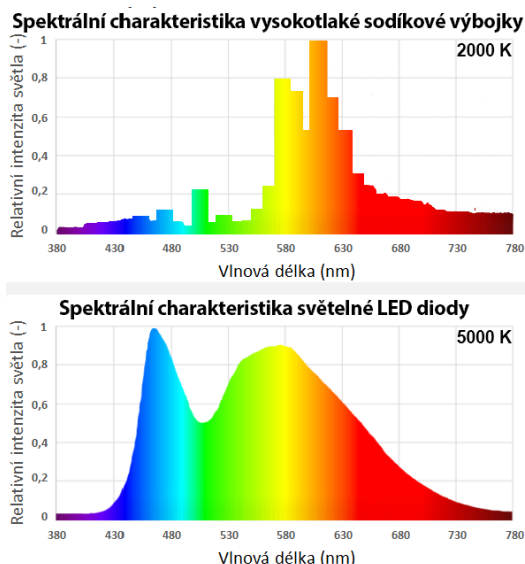 Spektrální charakteristika vysokotlaké sodíkové výbojky
2000 K
Relativní intenzita světla (-)
1
0,8
0,6
0,4
0,2
0
380 430 480 530 580 630 680 730 780
Vlnová délka (nm)
Spektrální charakteristika světelné LED diody
5000 K
Relativní intenzita světla (-)
1
0,8
0,6
0,4
0,2
0
380 430 480 530 580 630 680 730 780
Vlnová délka (nm)